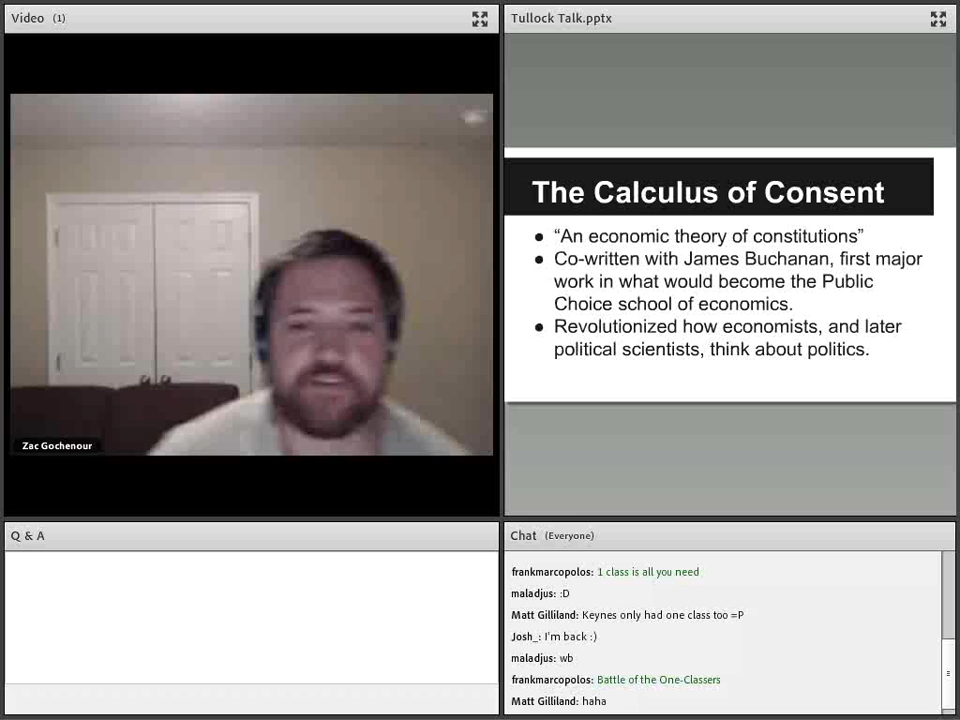 Video (1)
Zac Gochenour
Tullock Talk.pptx
The Calculus of Consent
● “An economic theory of constitutions”
● Co-written with James Buchanan, first major
work in what would become the Public
Choice school of economics.
● Revolutionized how economists, and later
political scientists, think about politics.
Q & A
Chat (Everyone)
frankmarcopolos: 1 class is all you need
maladjus: :D
Matt Gilliland: Keynes only had one class too =P
Josh_: I'm back :)
maladjus: wb
frankmarcopolos: Battle of the One-Classers
Matt Gilliland: haha